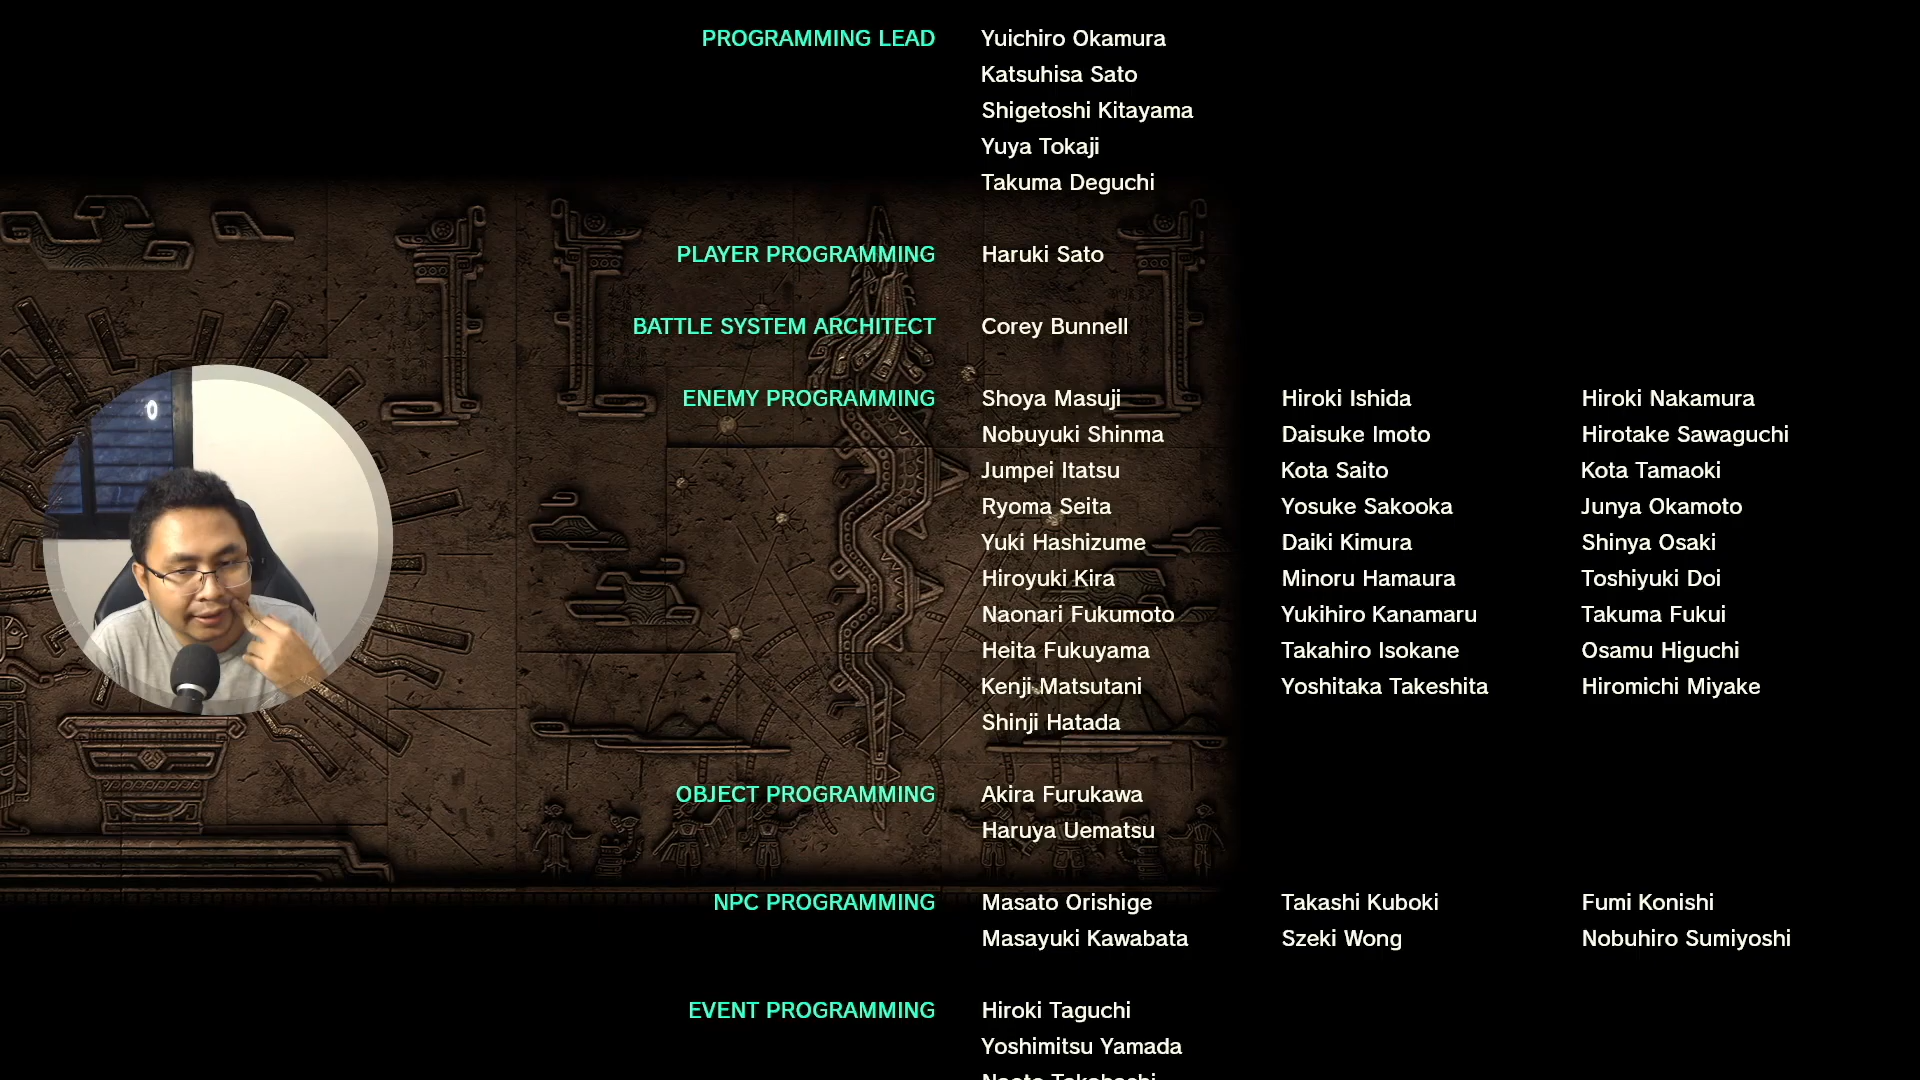 PROGRAMMING LEAD Yuichiro Okamura
Katsuhisa Sato
Shigetoshi Kitayama
Yuya Tokaji
Takuma Deguchi
PLAYER PROGRAMMING Haruki Sato
BATTLE SYSTEM ARCHITECT Corey Bunnell
ENEMY PROGRAMMING Shoya Masuji Hiroki Ishida Hiroki Nakamura
Nobuyuki Shinma Daisuke Imoto Hirotake Sawaguchi
Jumpei Itatsu Kota Saito Kota Tamaoki
Ryoma Seita Yosuke Sakooka Junya Okamoto
Yuki Hashizume Daiki Kimura Shinya Osaki
Hiroyuki Kira Minoru Hamaura Toshiyuki Doi
Naonari Fukumoto Yukihiro Kanamaru Takuma Fukui
Heita Fukuyama Takahiro Isokane Osamu Higuchi
Kenji Matsutani Yoshitaka Takeshita Hiromichi Miyake
Shinji Hatada
OBJECT PROGRAMMING Akira Furukawa
Haruya Uematsu
NPC PROGRAMMING Masato Orishige Takashi Kuboki Fumi Konishi
Masayuki Kawabata Szeki Wong Nobuhiro Sumiyoshi
EVENT PROGRAMMING Hiroki Taguchi
Yoshimitsu Yamada